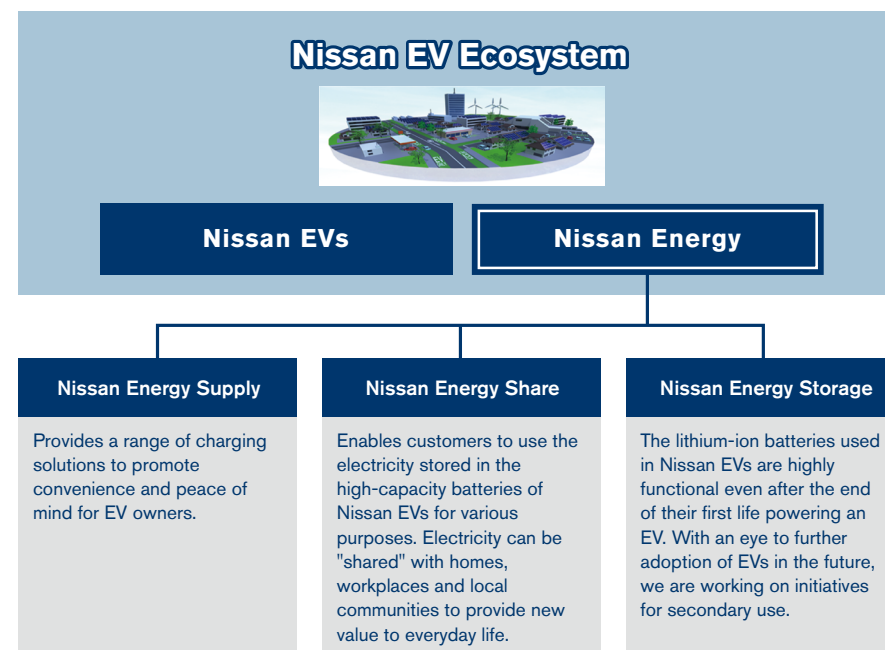 Nissan EV Ecosystem
Nissan EVs
Nissan Energy
Nissan Energy Supply
Provides a range of charging
solutions to promote
convenience and peace of
mind for EV owners.
Nissan Energy Share
Enables customers to use the
electricity stored in the
high-capacity batteries of
Nissan EVs for various
purposes. Electricity can be
"shared" with homes,
workplaces and local
communities to provide new
value to everyday life.
Nissan Energy Storage
The lithium-ion batteries used
in Nissan EVs are highly
functional even after the end
of their first life powering an
EV. With an eye to further
adoption of EVs in the future,
we are working on initiatives
for secondary use.